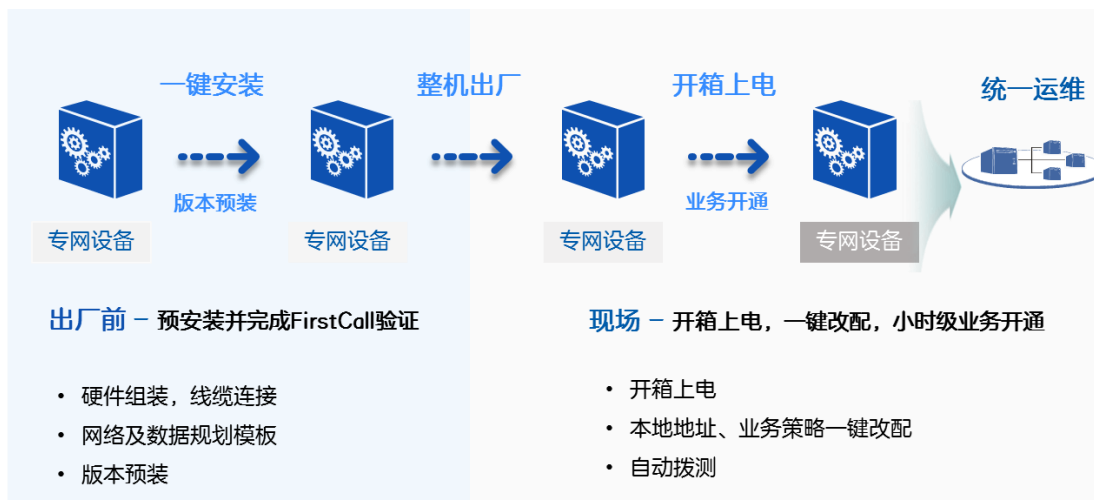 一键安装
整机出厂
开箱上电
统一运维
版本预装
业务开通
专网设备
专网设备
专网设备
专网设备
出厂前 – 预安装并完成FirstCall验证
• 硬件组装，线缆连接
• 网络及数据规划模板
• 版本预装
现场 – 开箱上电，一键改配，小时级业务开通
• 开箱上电
• 本地地址、业务策略一键改配
• 自动拨测